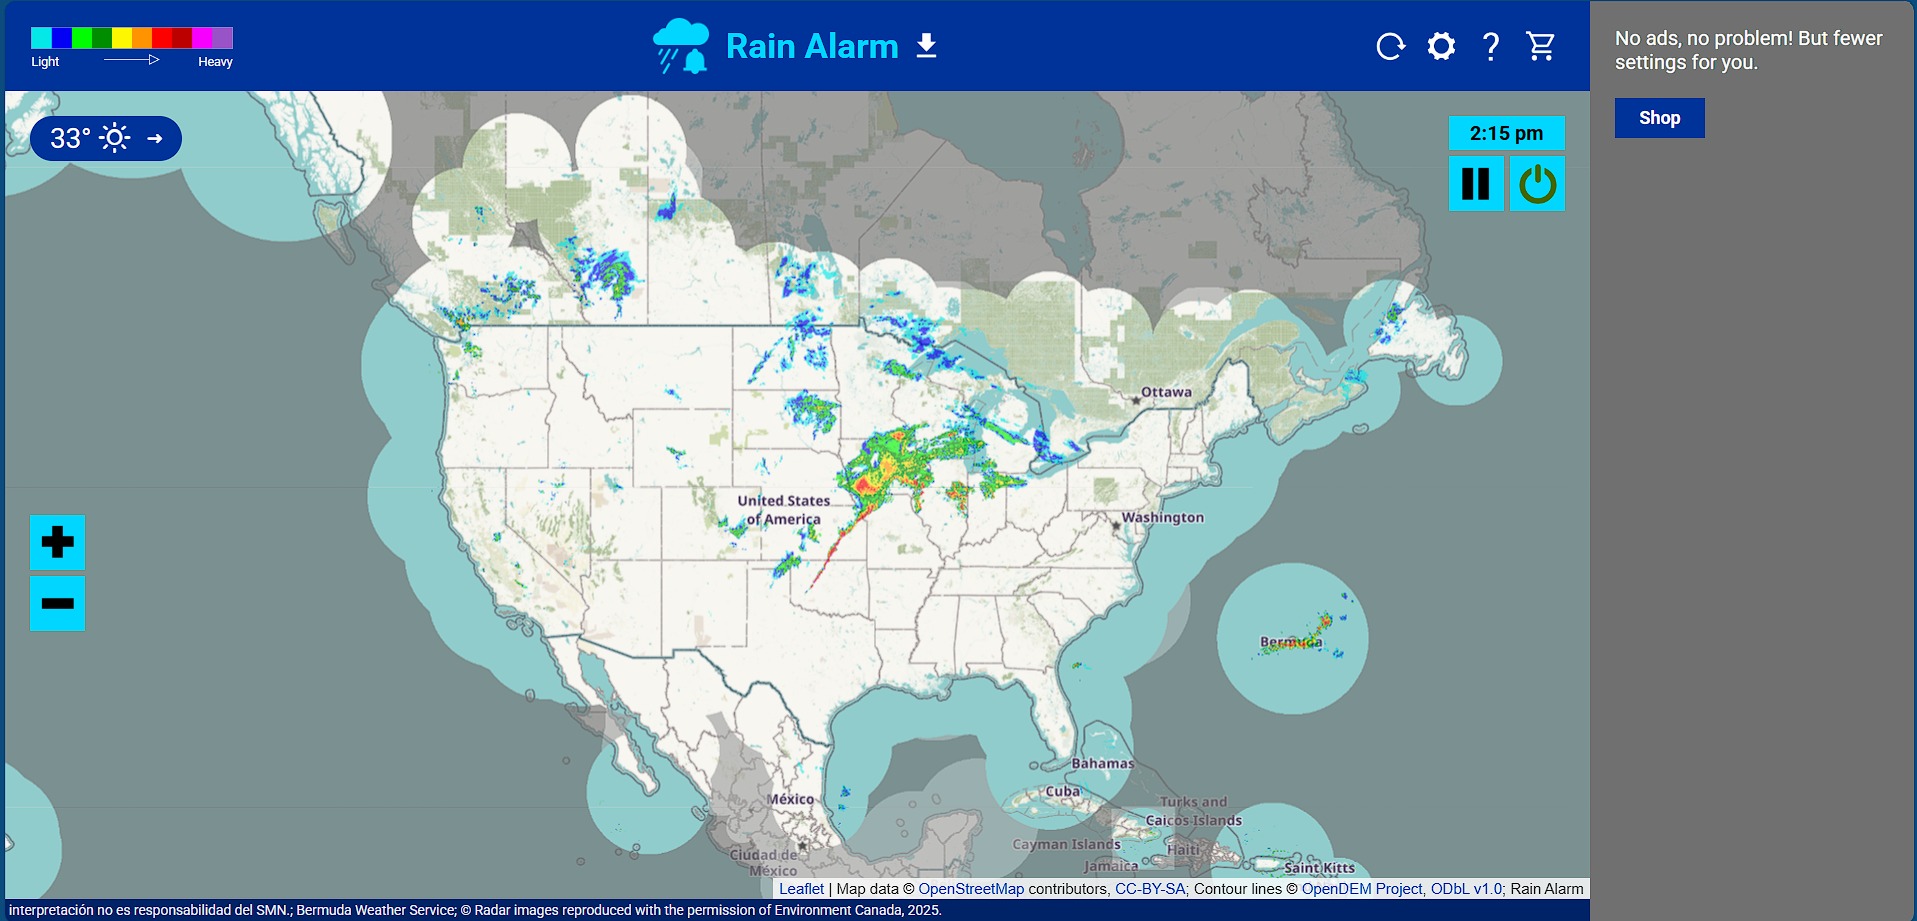 Light
Heavy
Rain Alarm
?
No ads, no problem! But fewer
settings for you.
Shop
33°
2:15 pm
Ottawa
United States
of America
Washington
Bermuda
Bahamas
México
Cuba
Turks and
Caicos Islands
Cayman Islands
Haiti
Jamaica
Ciudad de
México
Saint Kitts
Leaflet | Map data © OpenStreetMap contributors, CC-BY-SA; Contour lines © OpenDEM Project, ODbL v1.0; Rain Alarm
interpretación no es responsabilidad del SMN.; Bermuda Weather Service; © Radar images reproduced with the permission of Environment Canada, 2025.